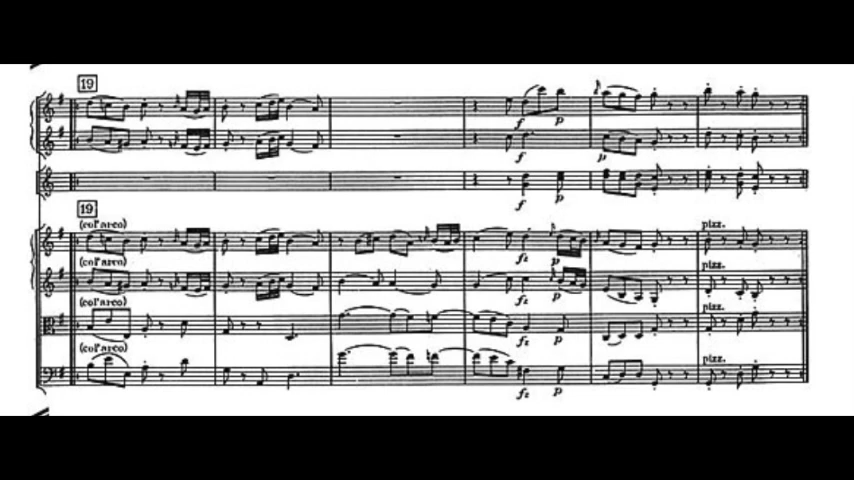 19
f p
f p
f p
19
(col' arco)
(col' arco)
(col' arco)
(col' arco)
pizz.
pizz.
pizz.
pizz.
fz p
fz p
fz p
fz p